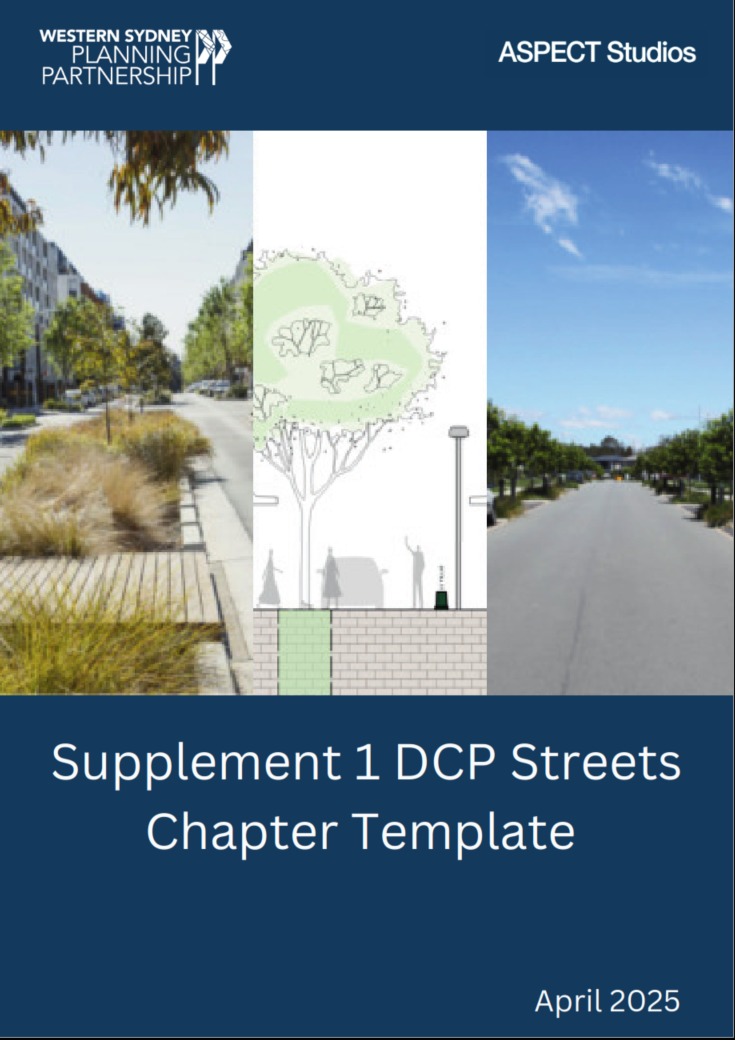 WESTERN SYDNEY
PLANNING
PARTNERSHIP
ASPECT Studios
Supplement 1 DCP Streets
Chapter Template
April 2025